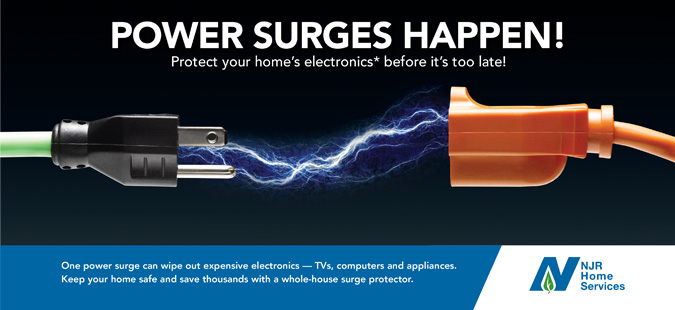 POWER SURGES HAPPEN!
Protect your home's electronics* before it's too late!
One power surge can wipe out expensive electronics — TVs, computers and appliances.
Keep your home safe and save thousands with a whole-house surge protector.
NJR
Home
Services